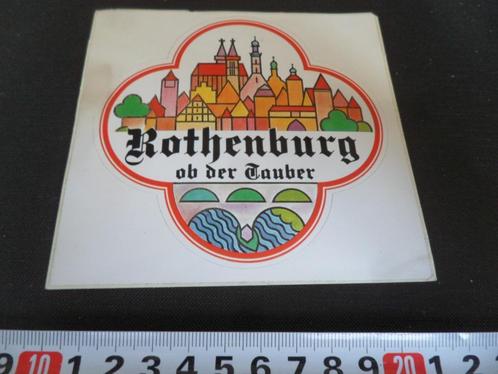 Rothenburg
ob der Tauber
9 10 1 2 3 4 5 6 7 8 9 20 1 2